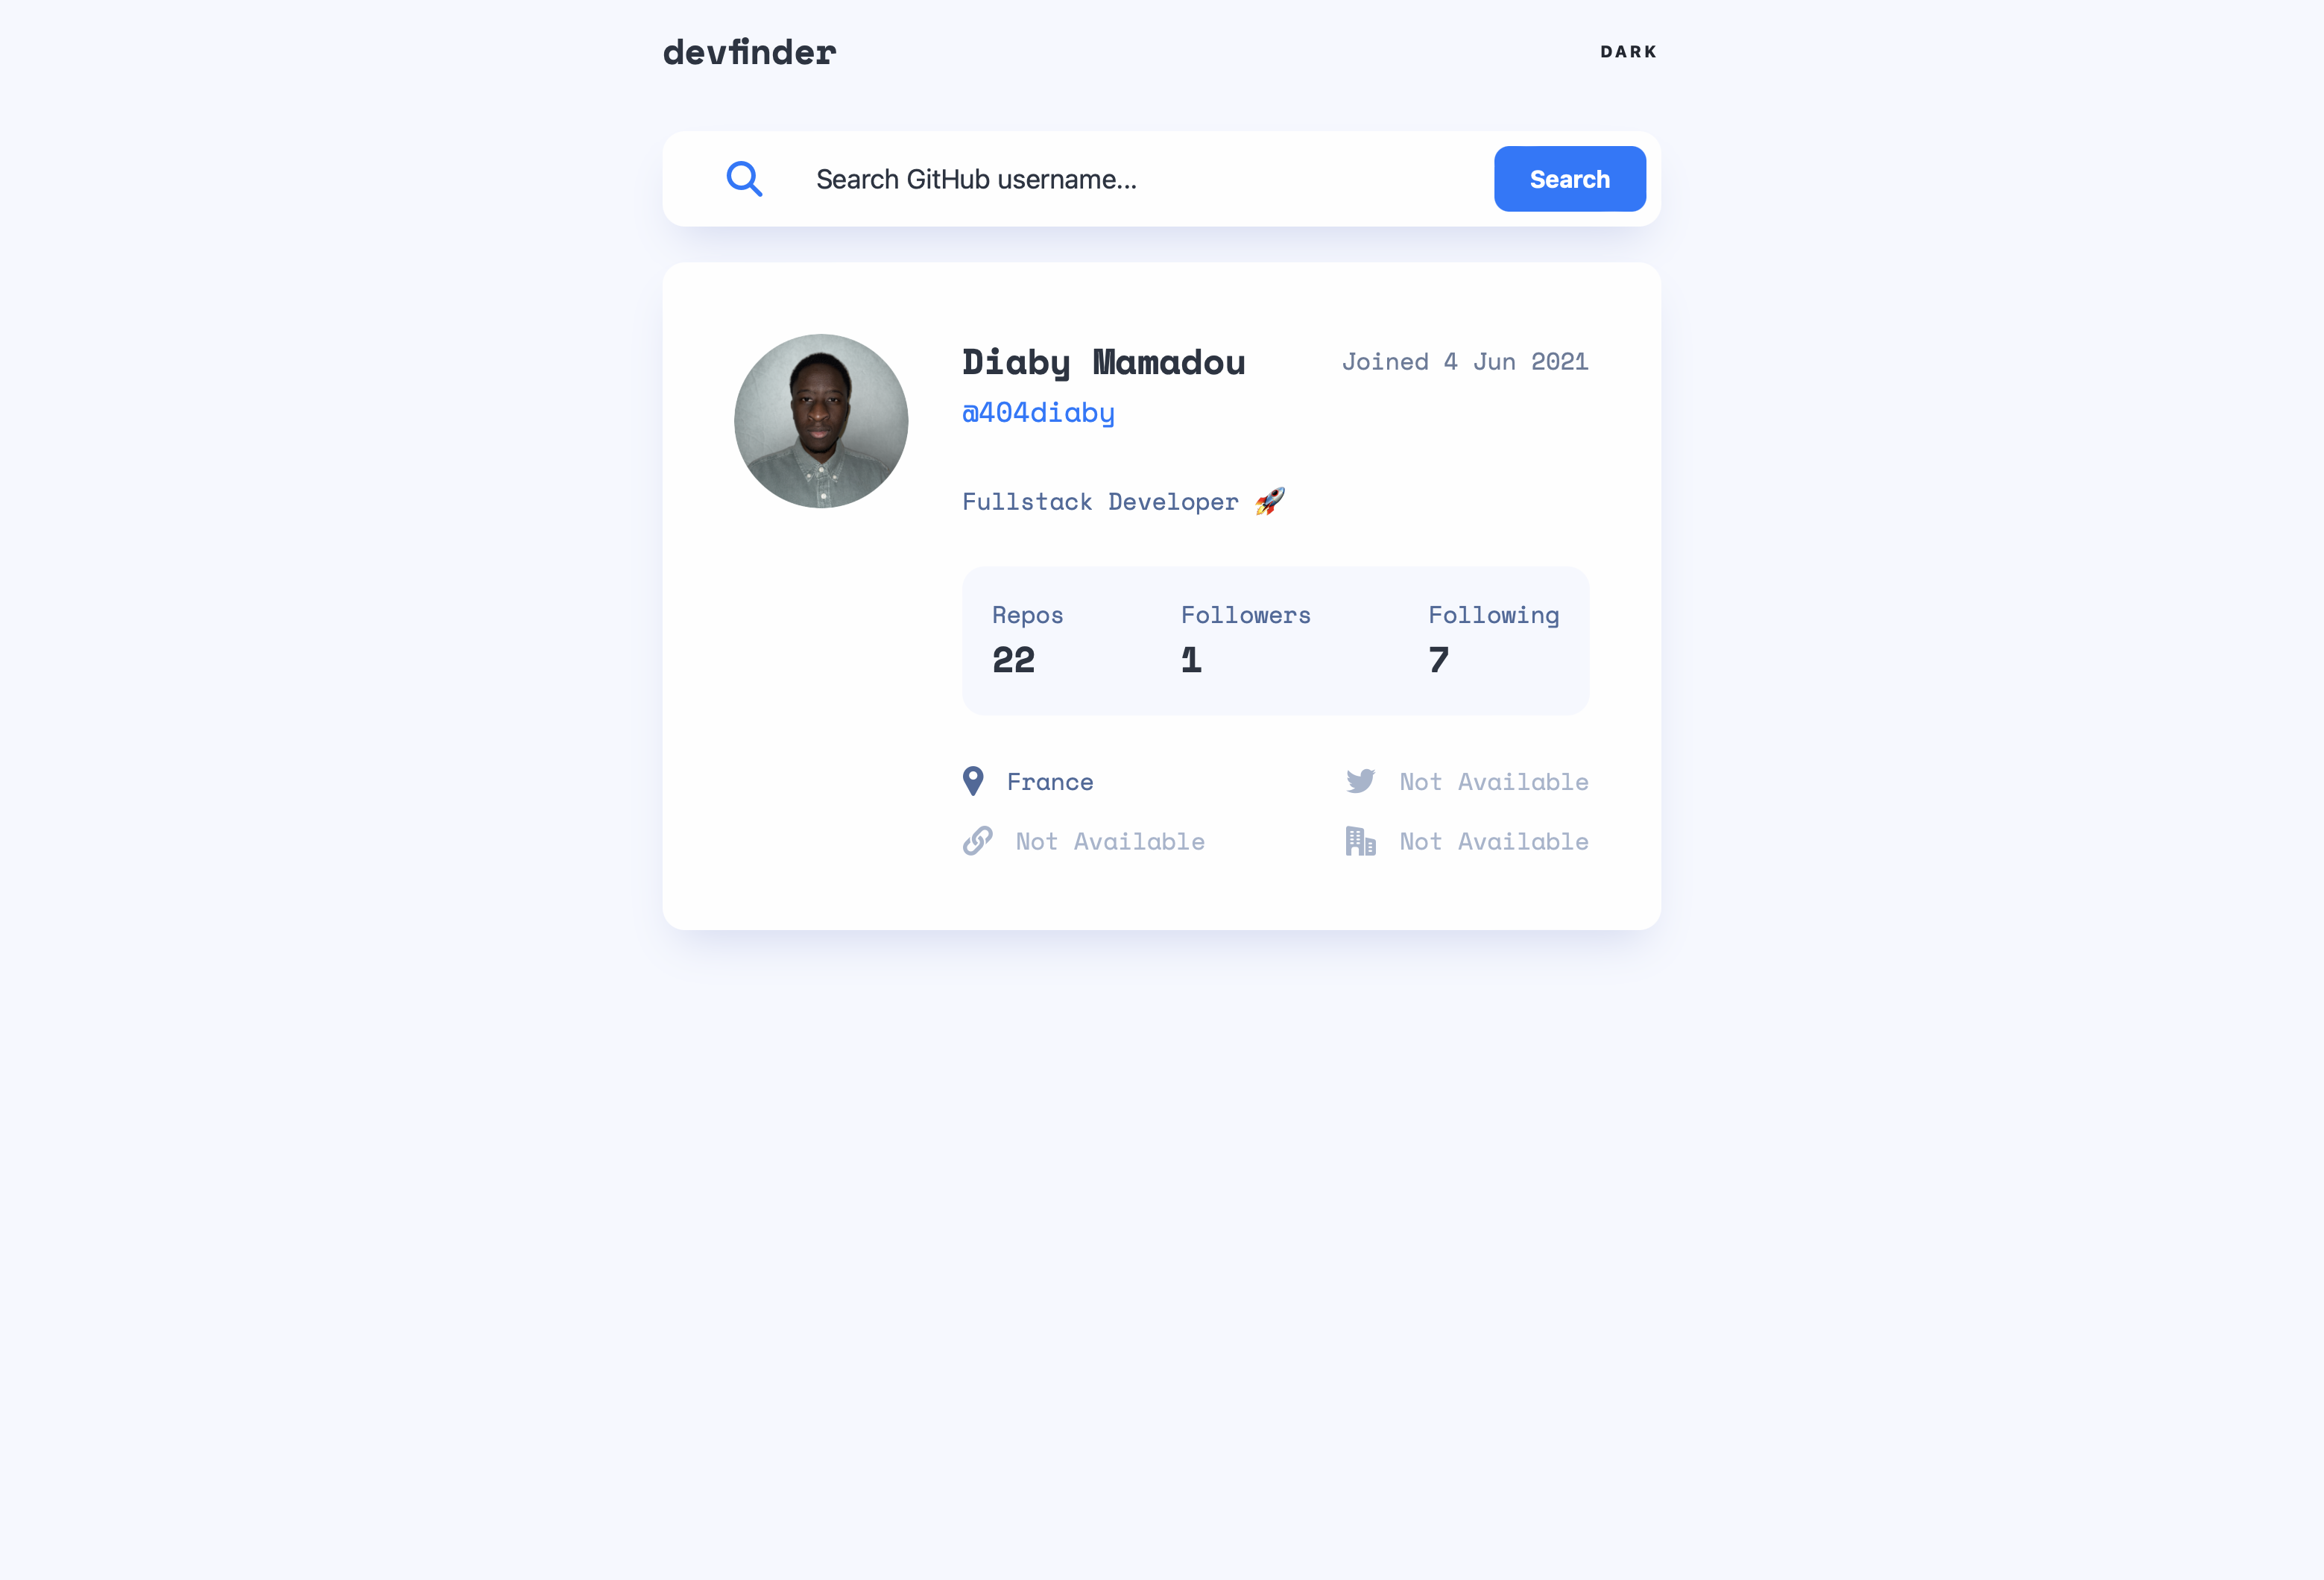 devfinder
DARK
Search GitHub username...
Search
Diaby Mamadou
Joined 4 Jun 2021
@404diaby
Fullstack Developer 🚀
Repos Followers Following
22 1 7
France Not Available
Not Available Not Available